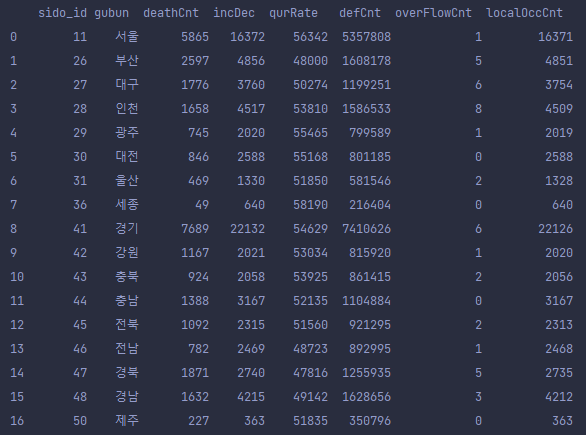 sido_id gubun deathCnt incDec qurRate defCnt overFlowCnt localOccCnt
0 11 서울 5865 16372 56342 5357808 1 16371
1 26 부산 2597 4856 48000 1608178 5 4851
2 27 대구 1776 3760 50274 1199251 6 3754
3 28 인천 1658 4517 53810 1586533 8 4509
4 29 광주 745 2020 55465 799589 1 2019
5 30 대전 846 2588 55168 801185 0 2588
6 31 울산 469 1330 51850 581546 2 1328
7 36 세종 49 640 58190 216404 0 640
8 41 경기 7689 22132 54629 7410626 6 22126
9 42 강원 1167 2021 53034 815920 1 2020
10 43 충북 924 2058 53925 861415 2 2056
11 44 충남 1388 3167 52135 1104884 0 3167
12 45 전북 1092 2315 51560 921295 2 2313
13 46 전남 782 2469 48723 892995 1 2468
14 47 경북 1871 2740 47816 1255935 5 2735
15 48 경남 1632 4215 49142 1628656 3 4212
16 50 제주 227 363 51835 350796 0 363